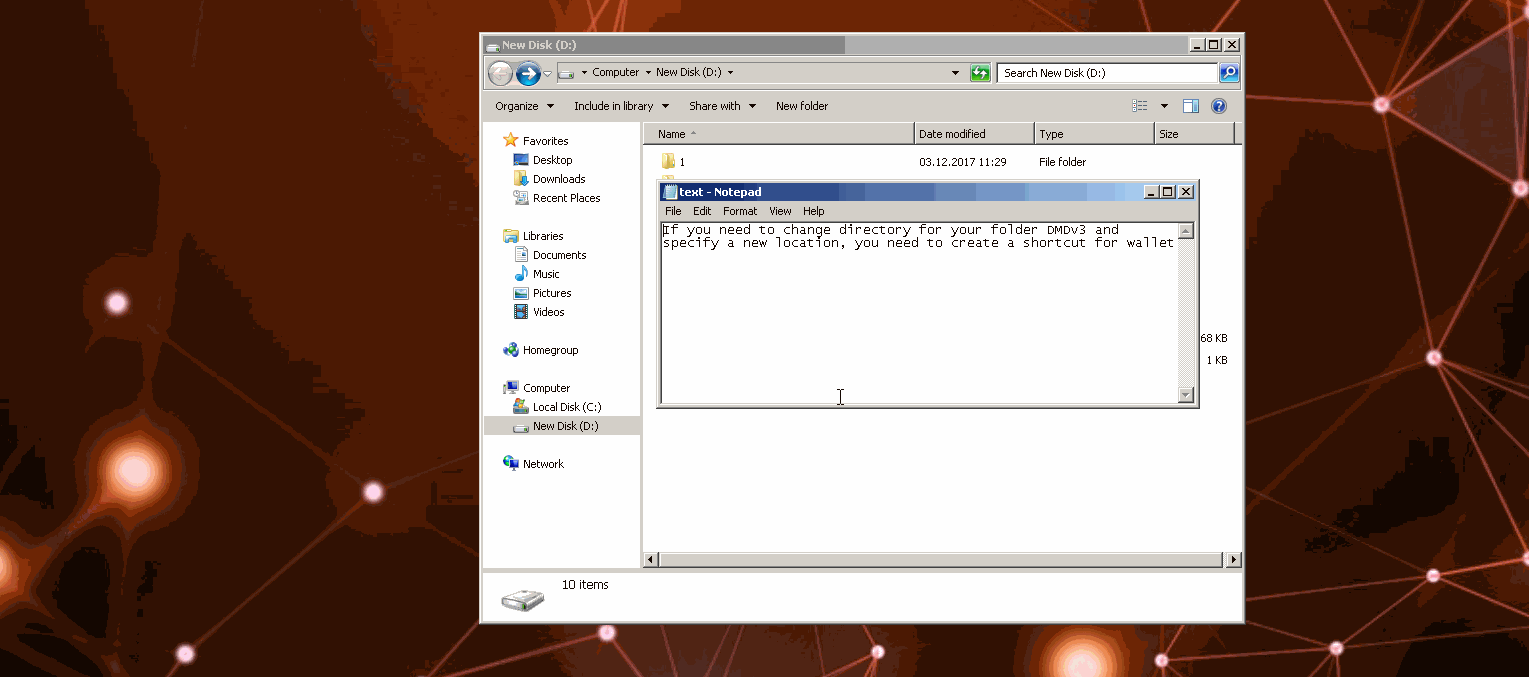 New Disk (D:)
Computer New Disk (D:)
Search New Disk (D:)
Organize Include in library Share with New folder
Favorites
Desktop
Downloads
Recent Places
Libraries
Documents
Music
Pictures
Videos
Homegroup
Computer
Local Disk (C:)
New Disk (D:)
Network
Name Date modified Type Size
1 03.12.2017 11:29 File folder
text - Notepad
File Edit Format View Help
If you need to change directory for your folder DMDv3 and
specify a new location, you need to create a shortcut for wallet
68 KB
1 KB
10 items